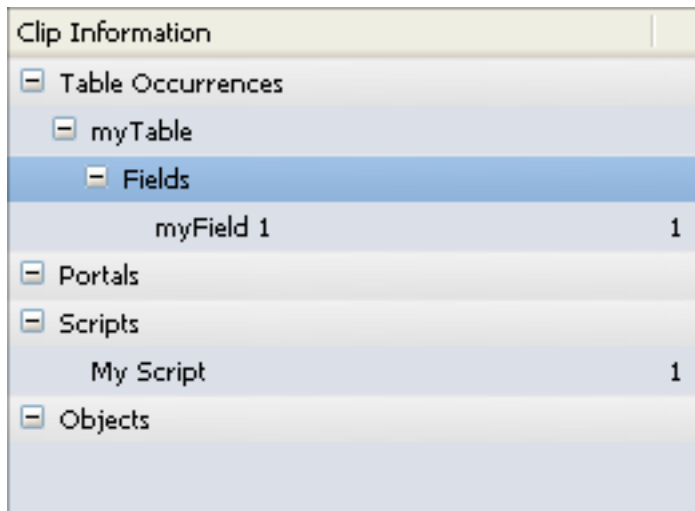 Clip Information
Table Occurrences
myTable
Fields
myField 1 1
Portals
Scripts
My Script 1
Objects